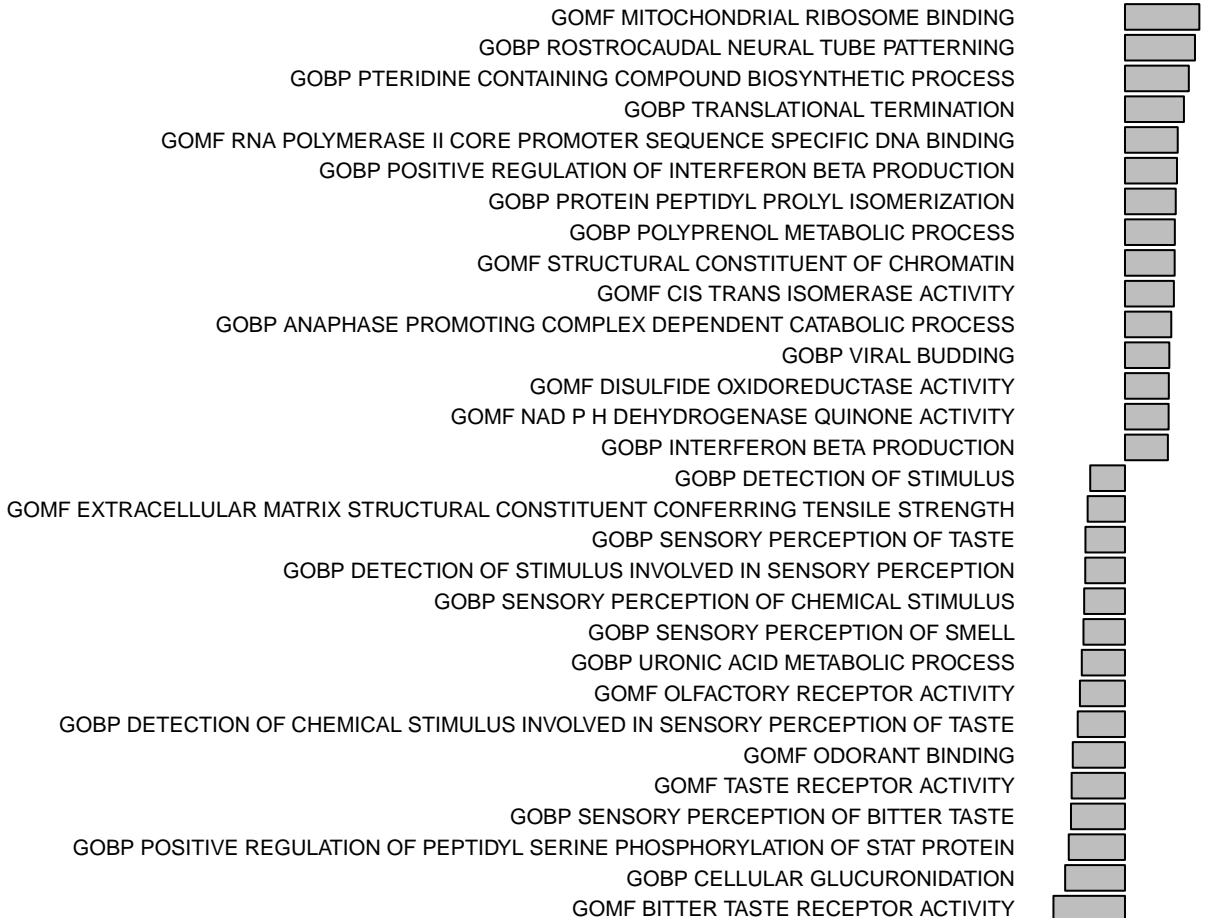 GOMF MITOCHONDRIAL RIBOSOME BINDING
GOBP ROSTROCAUDAL NEURAL TUBE PATTERNING
GOBP PTERIDINE CONTAINING COMPOUND BIOSYNTHETIC PROCESS
GOBP TRANSLATIONAL TERMINATION
GOMF RNA POLYMERASE II CORE PROMOTER SEQUENCE SPECIFIC DNA BINDING
GOBP POSITIVE REGULATION OF INTERFERON BETA PRODUCTION
GOBP PROTEIN PEPTIDYL PROLYL ISOMERIZATION
GOBP POLYPRENOL METABOLIC PROCESS
GOMF STRUCTURAL CONSTITUENT OF CHROMATIN
GOMF CIS TRANS ISOMERASE ACTIVITY
GOBP ANAPHASE PROMOTING COMPLEX DEPENDENT CATABOLIC PROCESS
GOBP VIRAL BUDDING
GOMF DISULFIDE OXIDOREDUCTASE ACTIVITY
GOMF NAD P H DEHYDROGENASE QUINONE ACTIVITY
GOBP INTERFERON BETA PRODUCTION
GOBP DETECTION OF STIMULUS
GOMF EXTRACELLULAR MATRIX STRUCTURAL CONSTITUENT CONFERRING TENSILE STRENGTH
GOBP SENSORY PERCEPTION OF TASTE
GOBP DETECTION OF STIMULUS INVOLVED IN SENSORY PERCEPTION
GOBP SENSORY PERCEPTION OF CHEMICAL STIMULUS
GOBP SENSORY PERCEPTION OF SMELL
GOBP URONIC ACID METABOLIC PROCESS
GOMF OLFACTORY RECEPTOR ACTIVITY
GOBP DETECTION OF CHEMICAL STIMULUS INVOLVED IN SENSORY PERCEPTION OF TASTE
GOMF ODORANT BINDING
GOMF TASTE RECEPTOR ACTIVITY
GOBP SENSORY PERCEPTION OF BITTER TASTE
GOBP POSITIVE REGULATION OF PEPTIDYL SERINE PHOSPHORYLATION OF STAT PROTEIN
GOBP CELLULAR GLUCURONIDATION
GOMF BITTER TASTE RECEPTOR ACTIVITY